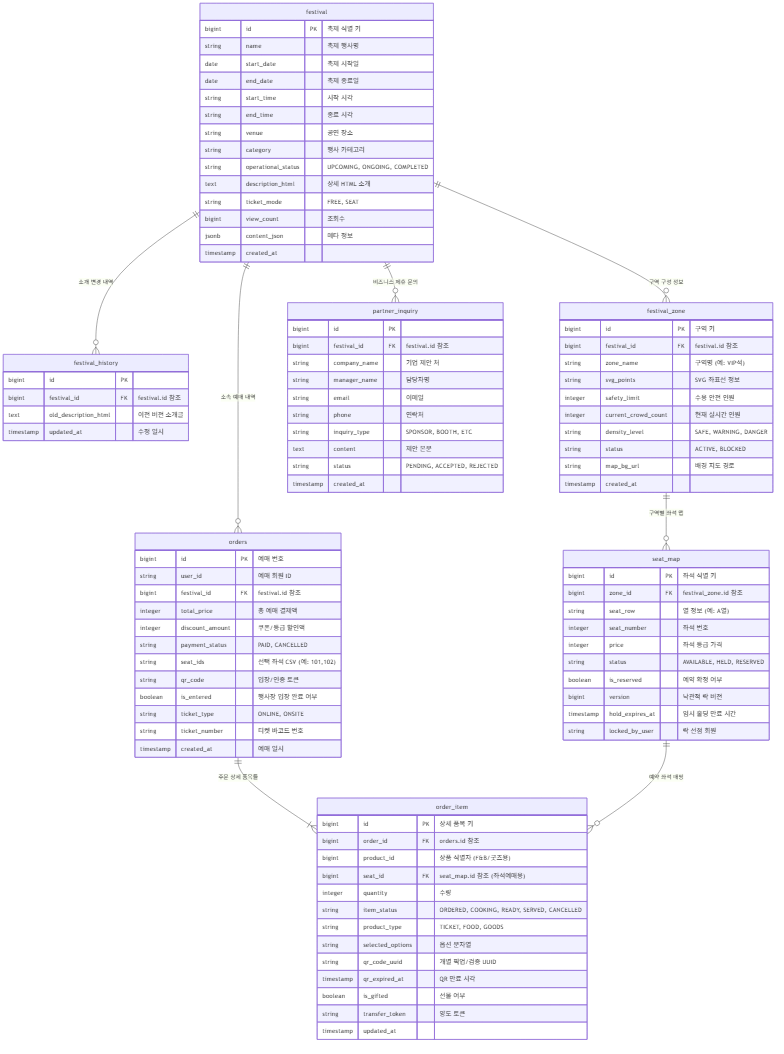 festival
bigint id PK 축제 식별 키
string name 축제 행사명
date start_date 축제 시작일
date end_date 축제 종료일
string start_time 시작 시각
string end_time 종료 시각
string venue 공연 장소
string category 행사 카테고리
string operational_status UPCOMING, ONGOING, COMPLETED
text description_html 상세 HTML 소개
string ticket_mode FREE, SEAT
bigint view_count 조회수
jsonb content_json 메타 정보
timestamp created_at
소개 변경 내역
비즈니스 제휴 문의
구역 구성 정보
소속 예매 내역
festival_history
bigint id PK
bigint festival_id FK festival.id 참조
text old_description_html 이전 버전 소개글
timestamp updated_at 수정 일시
partner_inquiry
bigint id PK
bigint festival_id FK festival.id 참조
string company_name 기업 제안 처
string manager_name 담당자명
string email 이메일
string phone 연락처
string inquiry_type SPONSOR, BOOTH, ETC
text content 제안 본문
string status PENDING, ACCEPTED, REJECTED
timestamp created_at
festival_zone
bigint id PK 구역 키
bigint festival_id FK festival.id 참조
string zone_name 구역명 (예: VIP석)
string svg_points SVG 좌표선 정보
integer safety_limit 수용 안전 인원
integer current_crowd_count 현재 실시간 인원
string density_level SAFE, WARNING, DANGER
string status ACTIVE, BLOCKED
string map_bg_url 배경 지도 경로
timestamp created_at
구역별 좌석 맵
orders
bigint id PK 예매 번호
string user_id 예매 회원 ID
bigint festival_id FK festival.id 참조
integer total_price 총 예매 결제액
integer discount_amount 쿠폰/등급 할인액
string payment_status PAID, CANCELLED
string seat_ids 선택 좌석 CSV (예: 101,102)
string qr_code 입장/인증 토큰
boolean is_entered 행사장 입장 완료 여부
string ticket_type ONLINE, ONSITE
string ticket_number 티켓 바코드 번호
timestamp created_at 예매 일시
seat_map
bigint id PK 좌석 식별 키
bigint zone_id FK festival_zone.id 참조
string seat_row 열 정보 (예: A열)
integer seat_number 좌석 번호
integer price 좌석 등급 가격
string status AVAILABLE, HELD, RESERVED
boolean is_reserved 예약 확정 여부
bigint version 낙관적 락 버전
timestamp hold_expires_at 임시 홀딩 만료 시간
string locked_by_user 락 선점 회원
주문 상세 품목들
예약 좌석 매핑
order_item
bigint id PK 상세 품목 키
bigint order_id FK orders.id 참조
bigint product_id 상품 식별자 (F&B/굿즈용)
bigint seat_id FK seat_map.id 참조 (좌석예매용)
integer quantity 수량
string item_status ORDERED, COOKING, READY, SERVED, CANCELLED
string product_type TICKET, FOOD, GOODS
string selected_options 옵션 문자열
string qr_code_uuid 개별 픽업/검증 UUID
timestamp qr_expired_at QR 만료 시각
boolean is_gifted 선물 여부
string transfer_token 양도 토큰
timestamp updated_at